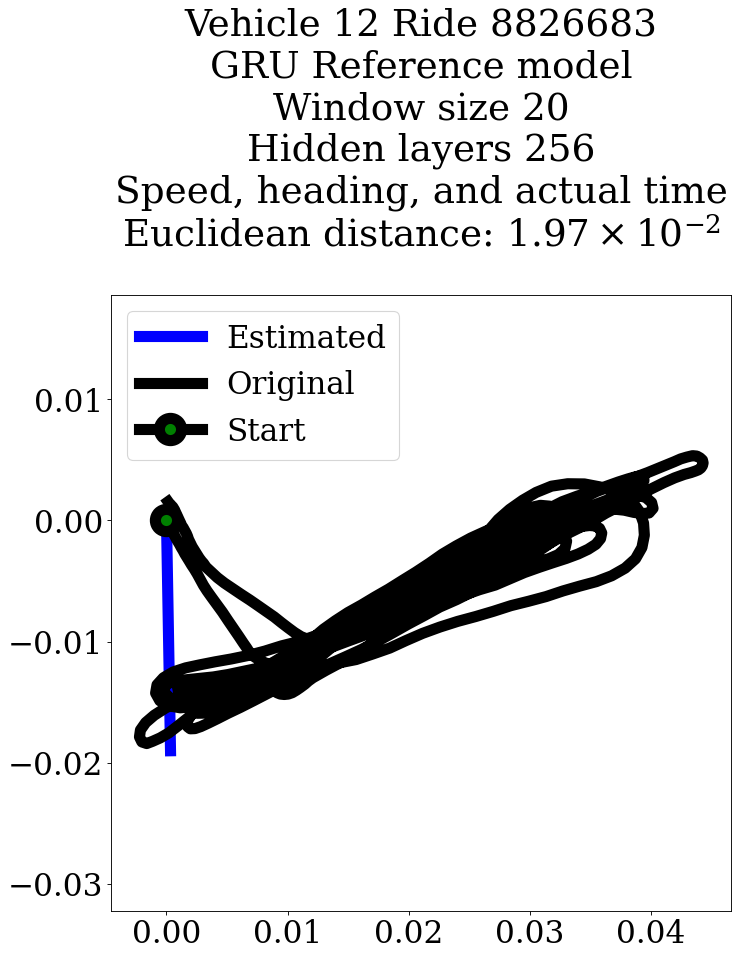 Vehicle 12 Ride 8826683
GRU Reference model
Window size 20
Hidden layers 256
Speed, heading, and actual time
Euclidean distance: 1.97 × 10⁻²
Estimated
Original
Start
0.01
0.00
−0.01
−0.02
−0.03
0.00 0.01 0.02 0.03 0.04